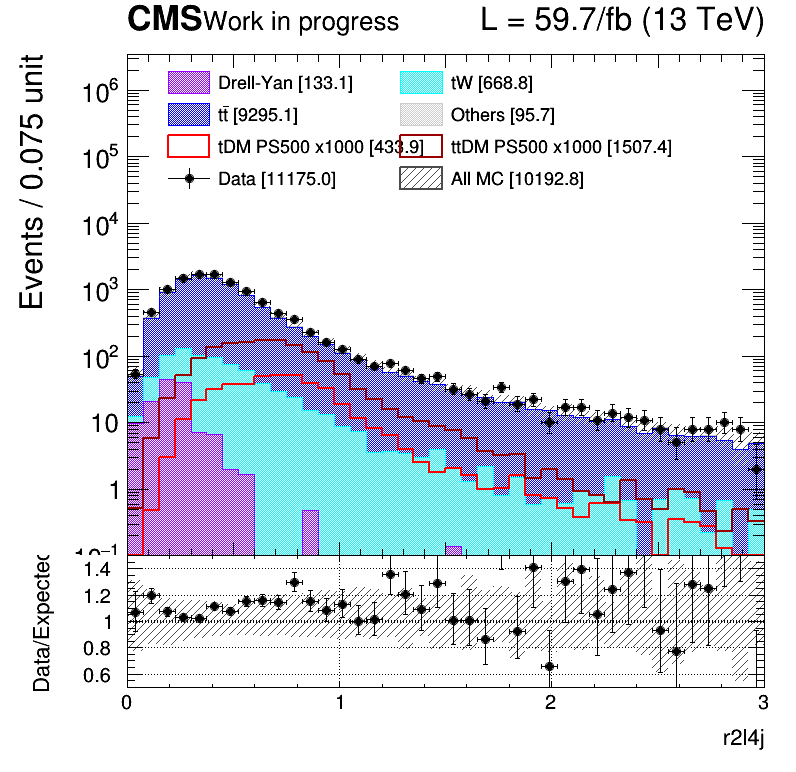 CMS Work in progress L = 59.7/fb (13 TeV)
Events / 0.075 unit
Drell-Yan [133.1] tW [668.8]
tt̄ [9295.1] Others [95.7]
tDM PS500 x1000 [433.9] ttDM PS500 x1000 [1507.4]
Data [11175.0] All MC [10192.8]
10⁶
10⁵
10⁴
10³
10²
10
1
10⁻¹
Data/Expected
1.4
1.2
1
0.8
0.6
0 1 2 3
r2l4j